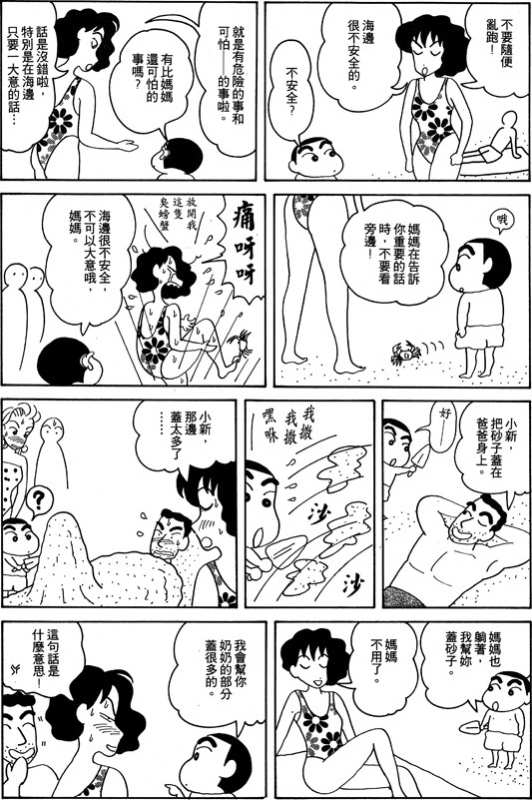 不要隨便
亂跑！
海邊
很不安全的。
不安全？
就是有危險的事和
可怕──的事啦。
有比媽媽
還可怕的
事嗎？
話是沒錯啦，
特別是在海邊
只要一大意的話…
哦
媽媽在告訴
你重要的話
時，不要看
旁邊！
痛呀呀
放開我
這隻
臭螃蟹
海邊很不安全，
不可以大意哦，
媽媽。
小新，
把砂子蓋在
爸爸身上。
好──
我撒
我撒
嘿咻
沙
沙
小新，
那邊
蓋太多了
………
？
媽媽也
躺著，
我幫妳
蓋砂子。
媽媽
不用了。
我會幫你
奶奶的部分
蓋很多的。
這句話是
什麼意思！